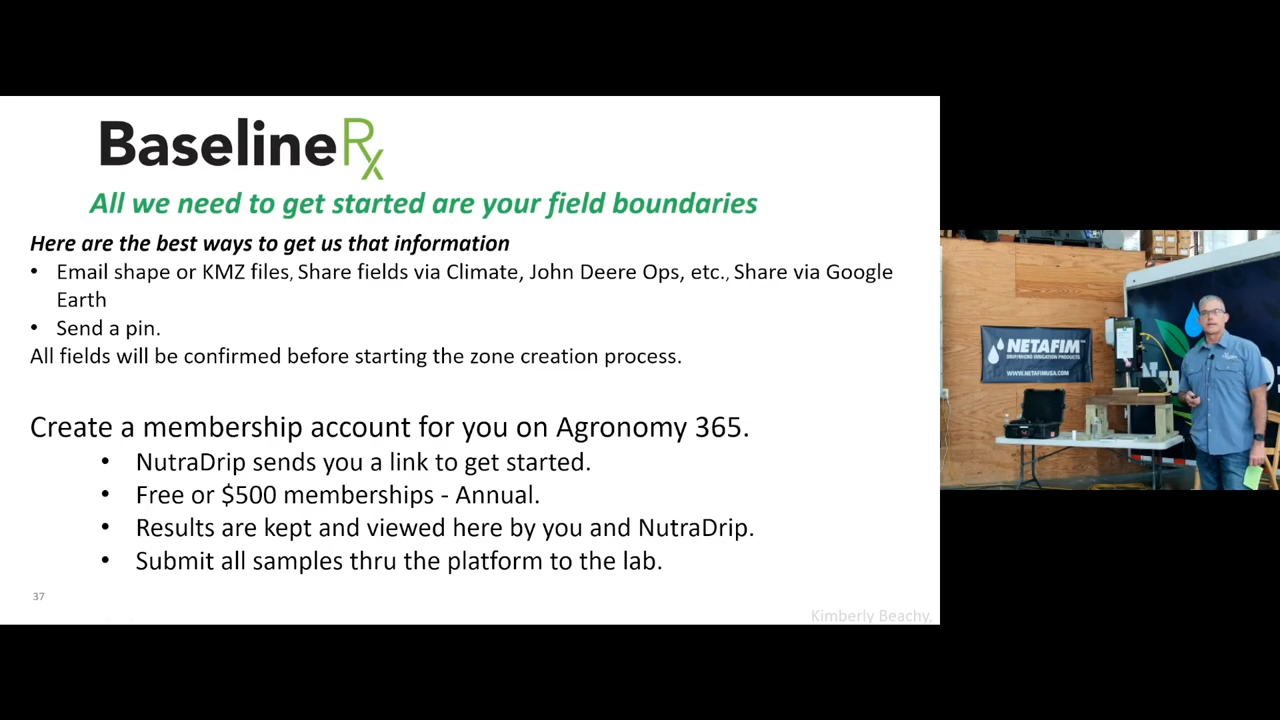 BaselineRx
All we need to get started are your field boundaries
Here are the best ways to get us that information
• Email shape or KMZ files, Share fields via Climate, John Deere Ops, etc., Share via Google
Earth
• Send a pin.
All fields will be confirmed before starting the zone creation process.
Create a membership account for you on Agronomy 365.
• NutraDrip sends you a link to get started.
• Free or $500 memberships - Annual.
• Results are kept and viewed here by you and NutraDrip.
• Submit all samples thru the platform to the lab.
37
Kimberly Beachy,
NETAFIM™
DRIP/MICRO IRRIGATION PRODUCTS
WWW.NETAFIMUSA.COM